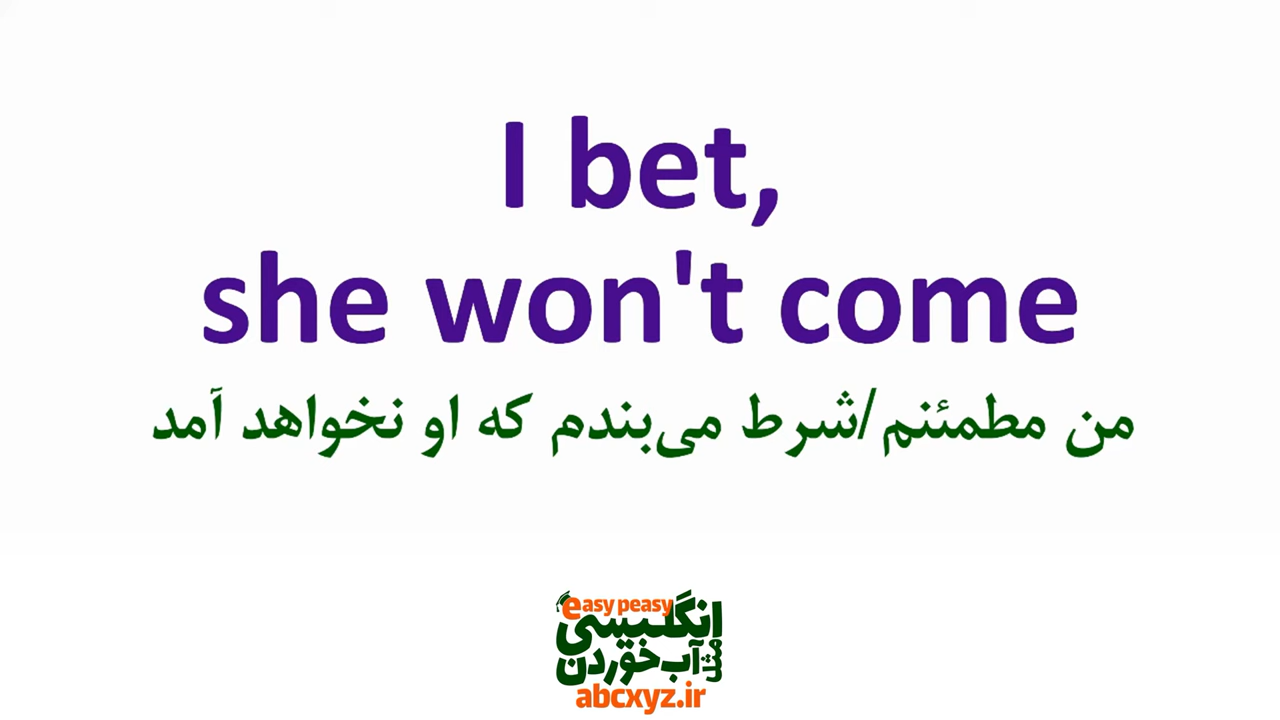 I bet,
she won't come
من مطمئنم/شرط می‌بندم که او نخواهد آمد
easy peasy
انگلیسی
مثل آب خوردن
abcxyz.ir